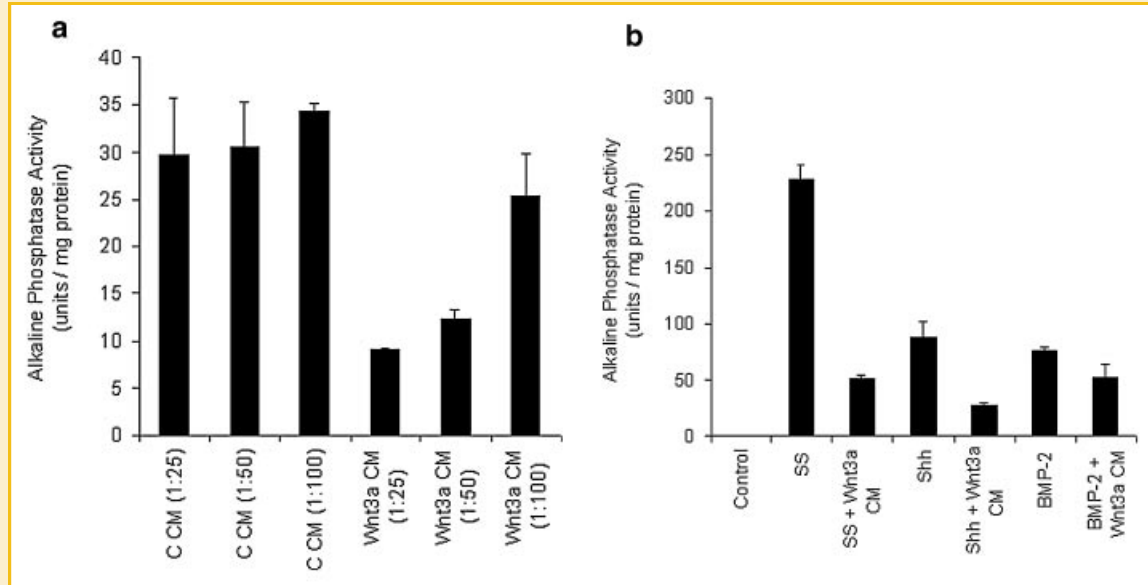 a
Alkaline Phosphatase Activity
(units / mg protein)
40
35
30
25
20
15
10
5
0
C CM (1:25)
C CM (1:50)
C CM (1:100)
Wnt3a CM
(1:25)
Wnt3a CM
(1:50)
Wnt3a CM
(1:100)
b
Alkaline Phosphatase Activity
(units / mg protein)
300
250
200
150
100
50
0
Control
SS
SS + Wnt3a
CM
Shh
Shh + Wnt3a
CM
BMP-2
BMP-2 +
Wnt3a CM